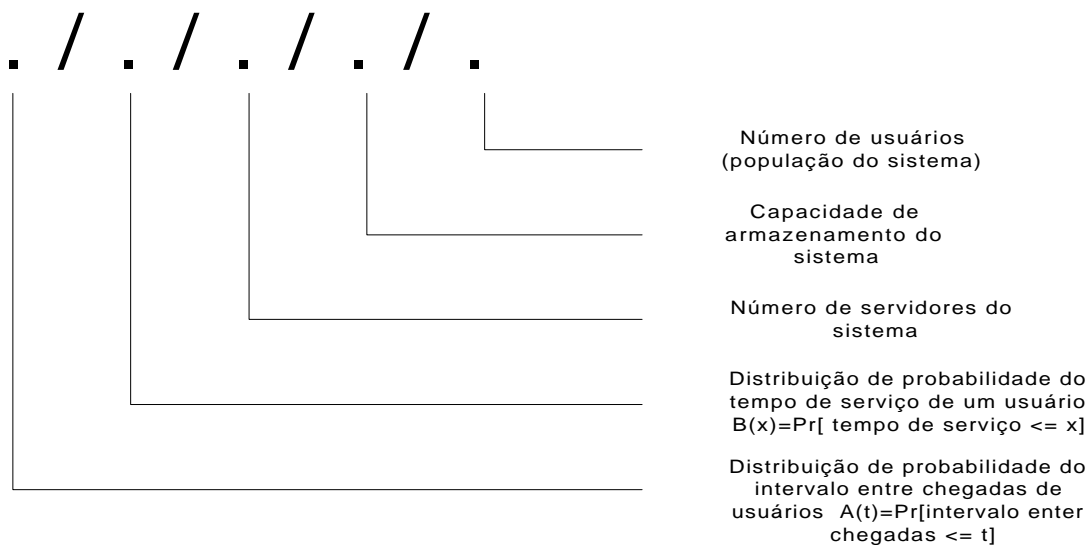 . / . / . / . / .
Número de usuários
(população do sistema)
Capacidade de
armazenamento do
sistema
Número de servidores do
sistema
Distribuição de probabilidade do
tempo de serviço de um usuário
B(x)=Pr[ tempo de serviço <= x]
Distribuição de probabilidade do
intervalo entre chegadas de
usuários A(t)=Pr[intervalo enter
chegadas <= t]